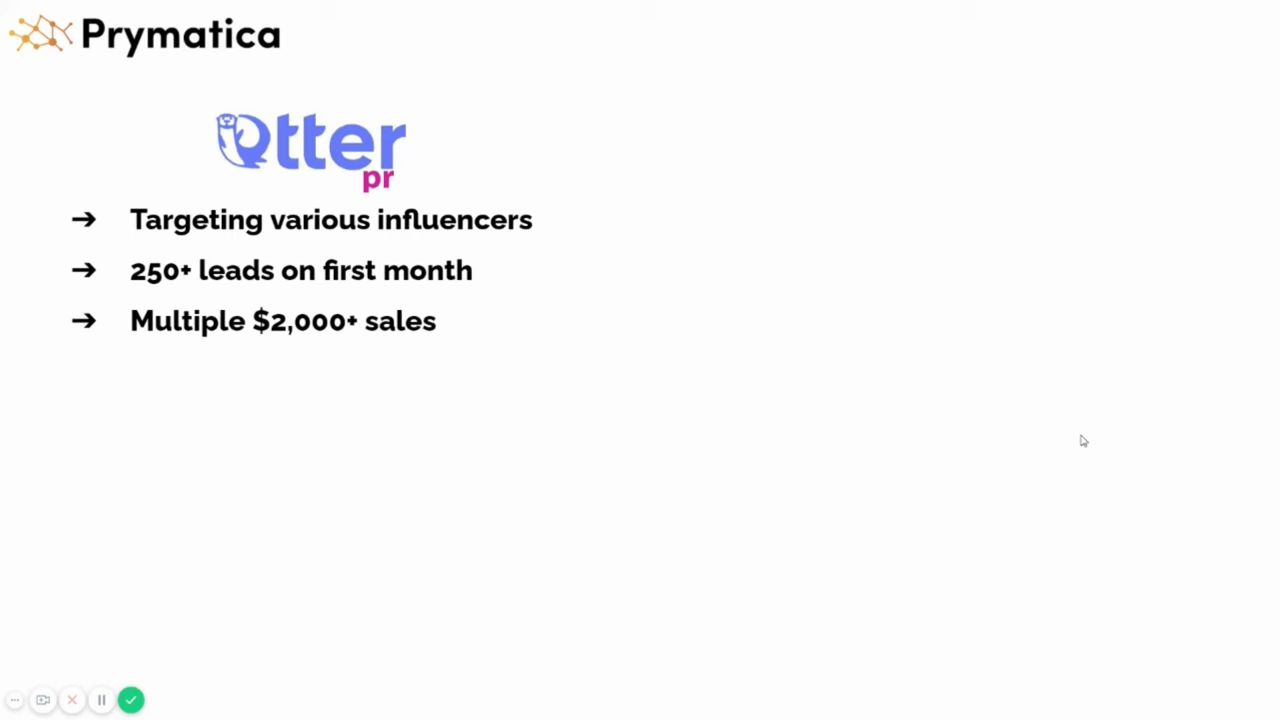 Prymatica
Otter
pr
➔ Targeting various influencers
➔ 250+ leads on first month
➔ Multiple $2,000+ sales